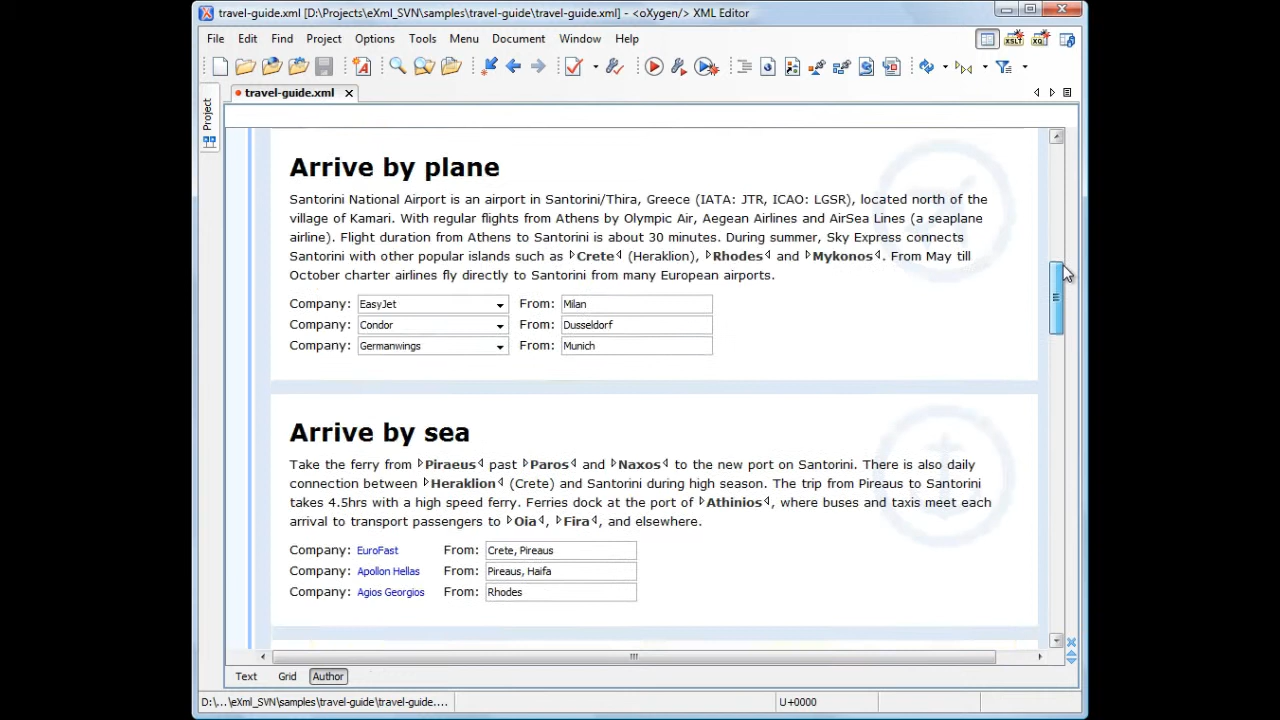 travel-guide.xml [D:\Projects\eXml_SVN\samples\travel-guide\travel-guide.xml] - <oXygen/> XML Editor
File Edit Find Project Options Tools Menu Document Window Help
XSLT XQ
travel-guide.xml
Project
Arrive by plane
Santorini National Airport is an airport in Santorini/Thira, Greece (IATA: JTR, ICAO: LGSR), located north of the
village of Kamari. With regular flights from Athens by Olympic Air, Aegean Airlines and AirSea Lines (a seaplane
airline). Flight duration from Athens to Santorini is about 30 minutes. During summer, Sky Express connects
Santorini with other popular islands such as Crete (Heraklion), Rhodes and Mykonos. From May till
October charter airlines fly directly to Santorini from many European airports.
Company: EasyJet From: Milan
Company: Condor From: Dusseldorf
Company: Germanwings From: Munich
Arrive by sea
Take the ferry from Piraeus past Paros and Naxos to the new port on Santorini. There is also daily
connection between Heraklion (Crete) and Santorini during high season. The trip from Pireaus to Santorini
takes 4.5hrs with a high speed ferry. Ferries dock at the port of Athinios, where buses and taxis meet each
arrival to transport passengers to Oia, Fira, and elsewhere.
Company: EuroFast From: Crete, Pireaus
Company: Apollon Hellas From: Pireaus, Haifa
Company: Agios Georgios From: Rhodes
Text Grid Author
D:\...\eXml_SVN\samples\travel-guide\travel-guide.... U+0000